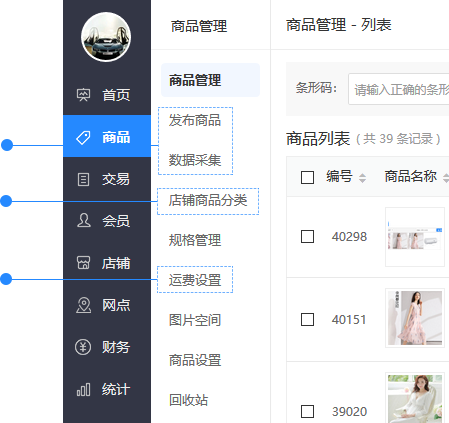 首页
商品
交易
会员
店铺
网点
财务
统计
商品管理
商品管理
发布商品
数据采集
店铺商品分类
规格管理
运费设置
图片空间
商品设置
回收站
商品管理 - 列表
条形码： 请输入正确的条形
商品列表 ( 共 39 条记录 )
编号 商品名称
40298
40151
39020